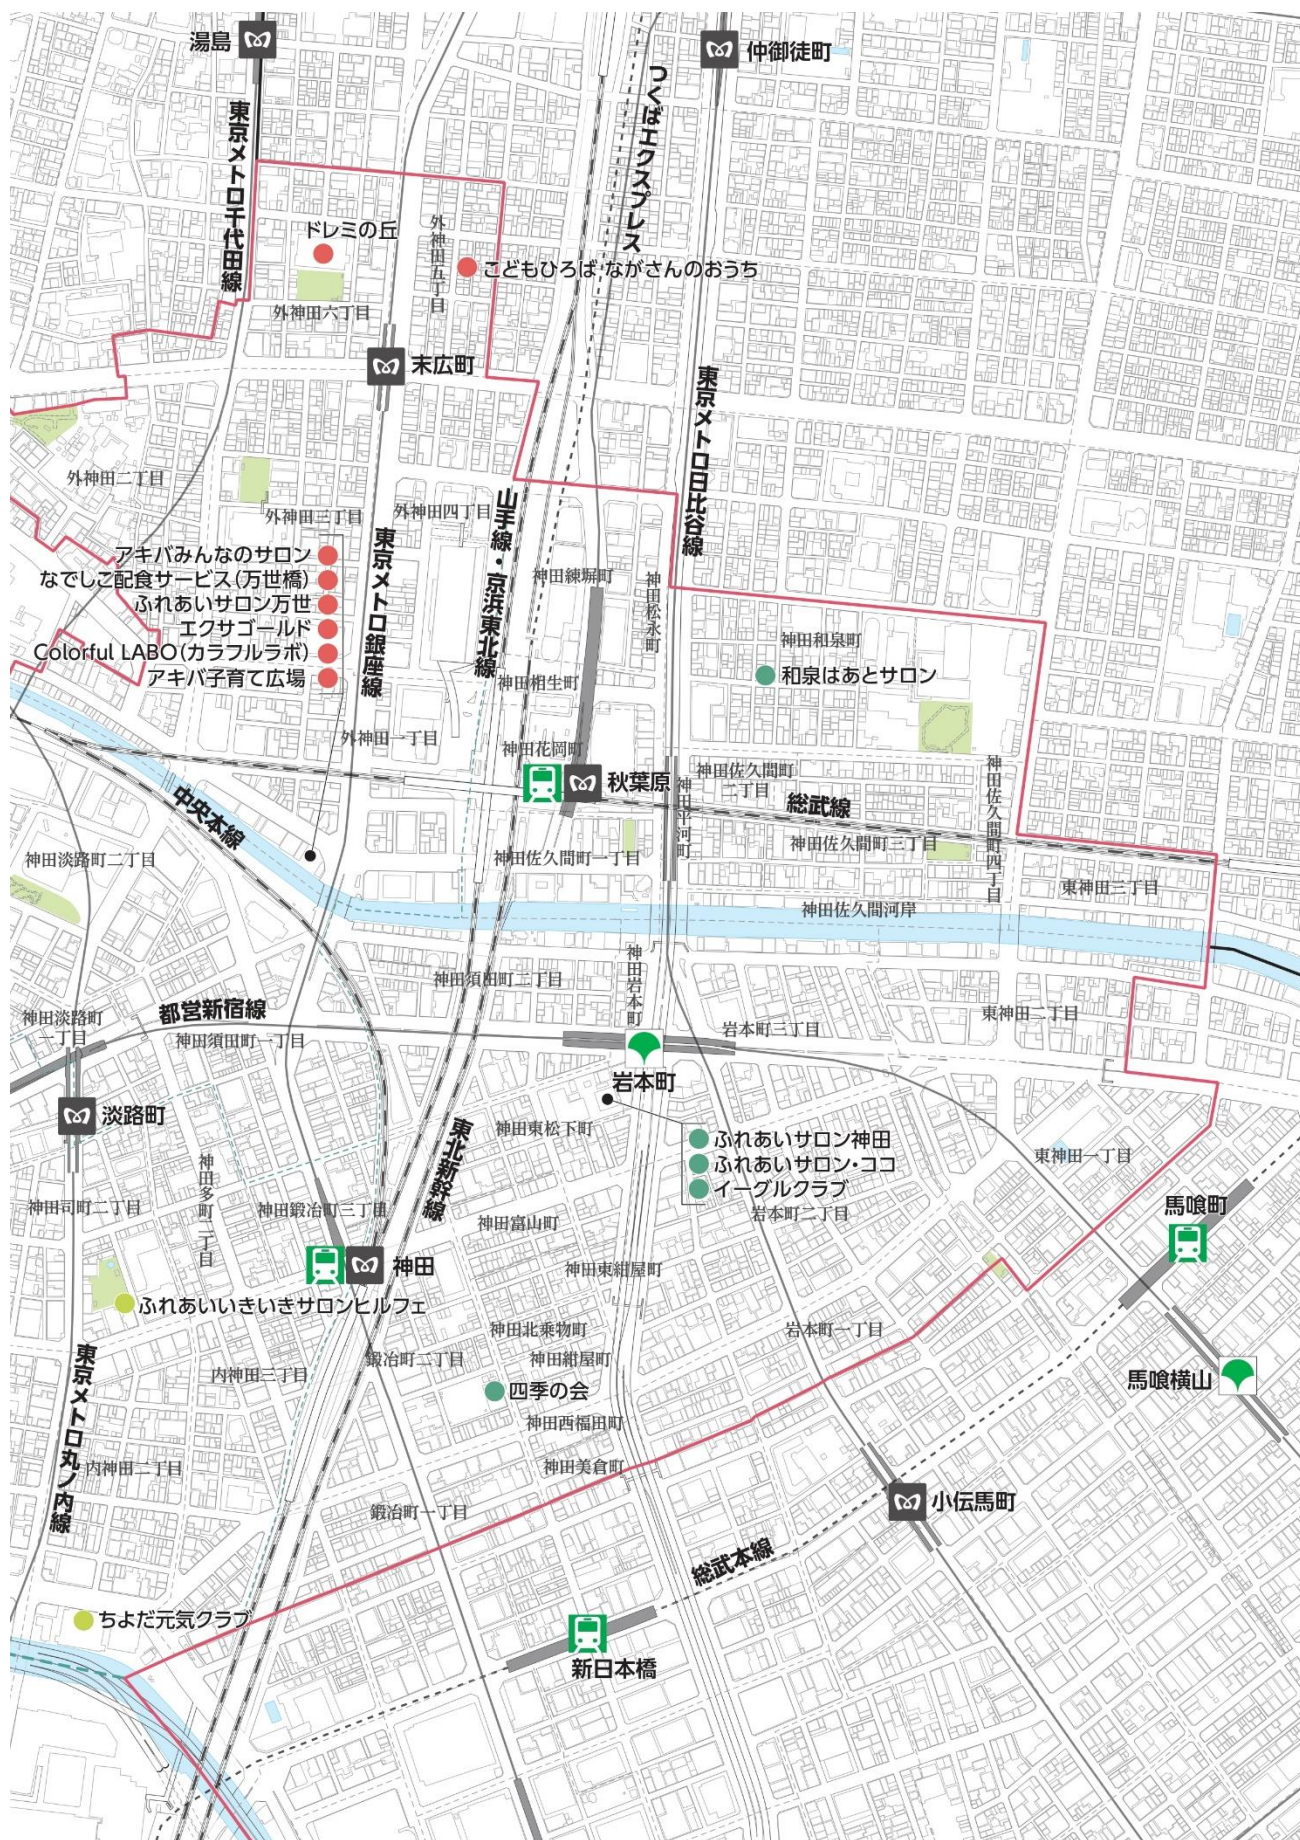 湯島
仲御徒町
つくばエクスプレス
東京メトロ千代田線
ドレミの丘
外神田五丁目
こどもひろば ながさんのおうち
外神田六丁目
末広町
東京メトロ日比谷線
外神田二丁目
外神田三丁目
外神田四丁目
山手線・京浜東北線
東京メトロ銀座線
アキバみんなのサロン
なでしこ配食サービス(万世橋)
ふれあいサロン万世
エクサゴールド
Colorful LABO(カラフルラボ)
アキバ子育て広場
神田練塀町
神田松永町
神田和泉町
和泉はあとサロン
神田相生町
外神田一丁目
神田花岡町
秋葉原
神田佐久間町
二丁目
神田平河町
総武線
神田佐久間町四丁目
中央本線
神田淡路町二丁目
神田佐久間町一丁目
神田佐久間町三丁目
東神田三丁目
神田佐久間河岸
神田須田町二丁目
神田岩本町
都営新宿線
神田淡路町
一丁目
神田須田町一丁目
岩本町三丁目
東神田二丁目
岩本町
淡路町
神田東松下町
東北新幹線
ふれあいサロン神田
ふれあいサロン・ココ
イーグルクラブ
東神田一丁目
神田多町二丁目
神田司町二丁目
神田鍛冶町三丁目
神田富山町
岩本町二丁目
馬喰町
神田
神田東紺屋町
ふれあいいきいきサロンヒルフェ
神田北乗物町
岩本町一丁目
東京メトロ丸ノ内線
内神田三丁目
鍛冶町二丁目
神田紺屋町
馬喰横山
四季の会
神田西福田町
内神田二丁目
神田美倉町
鍛冶町一丁目
小伝馬町
総武本線
ちよだ元気クラブ
新日本橋